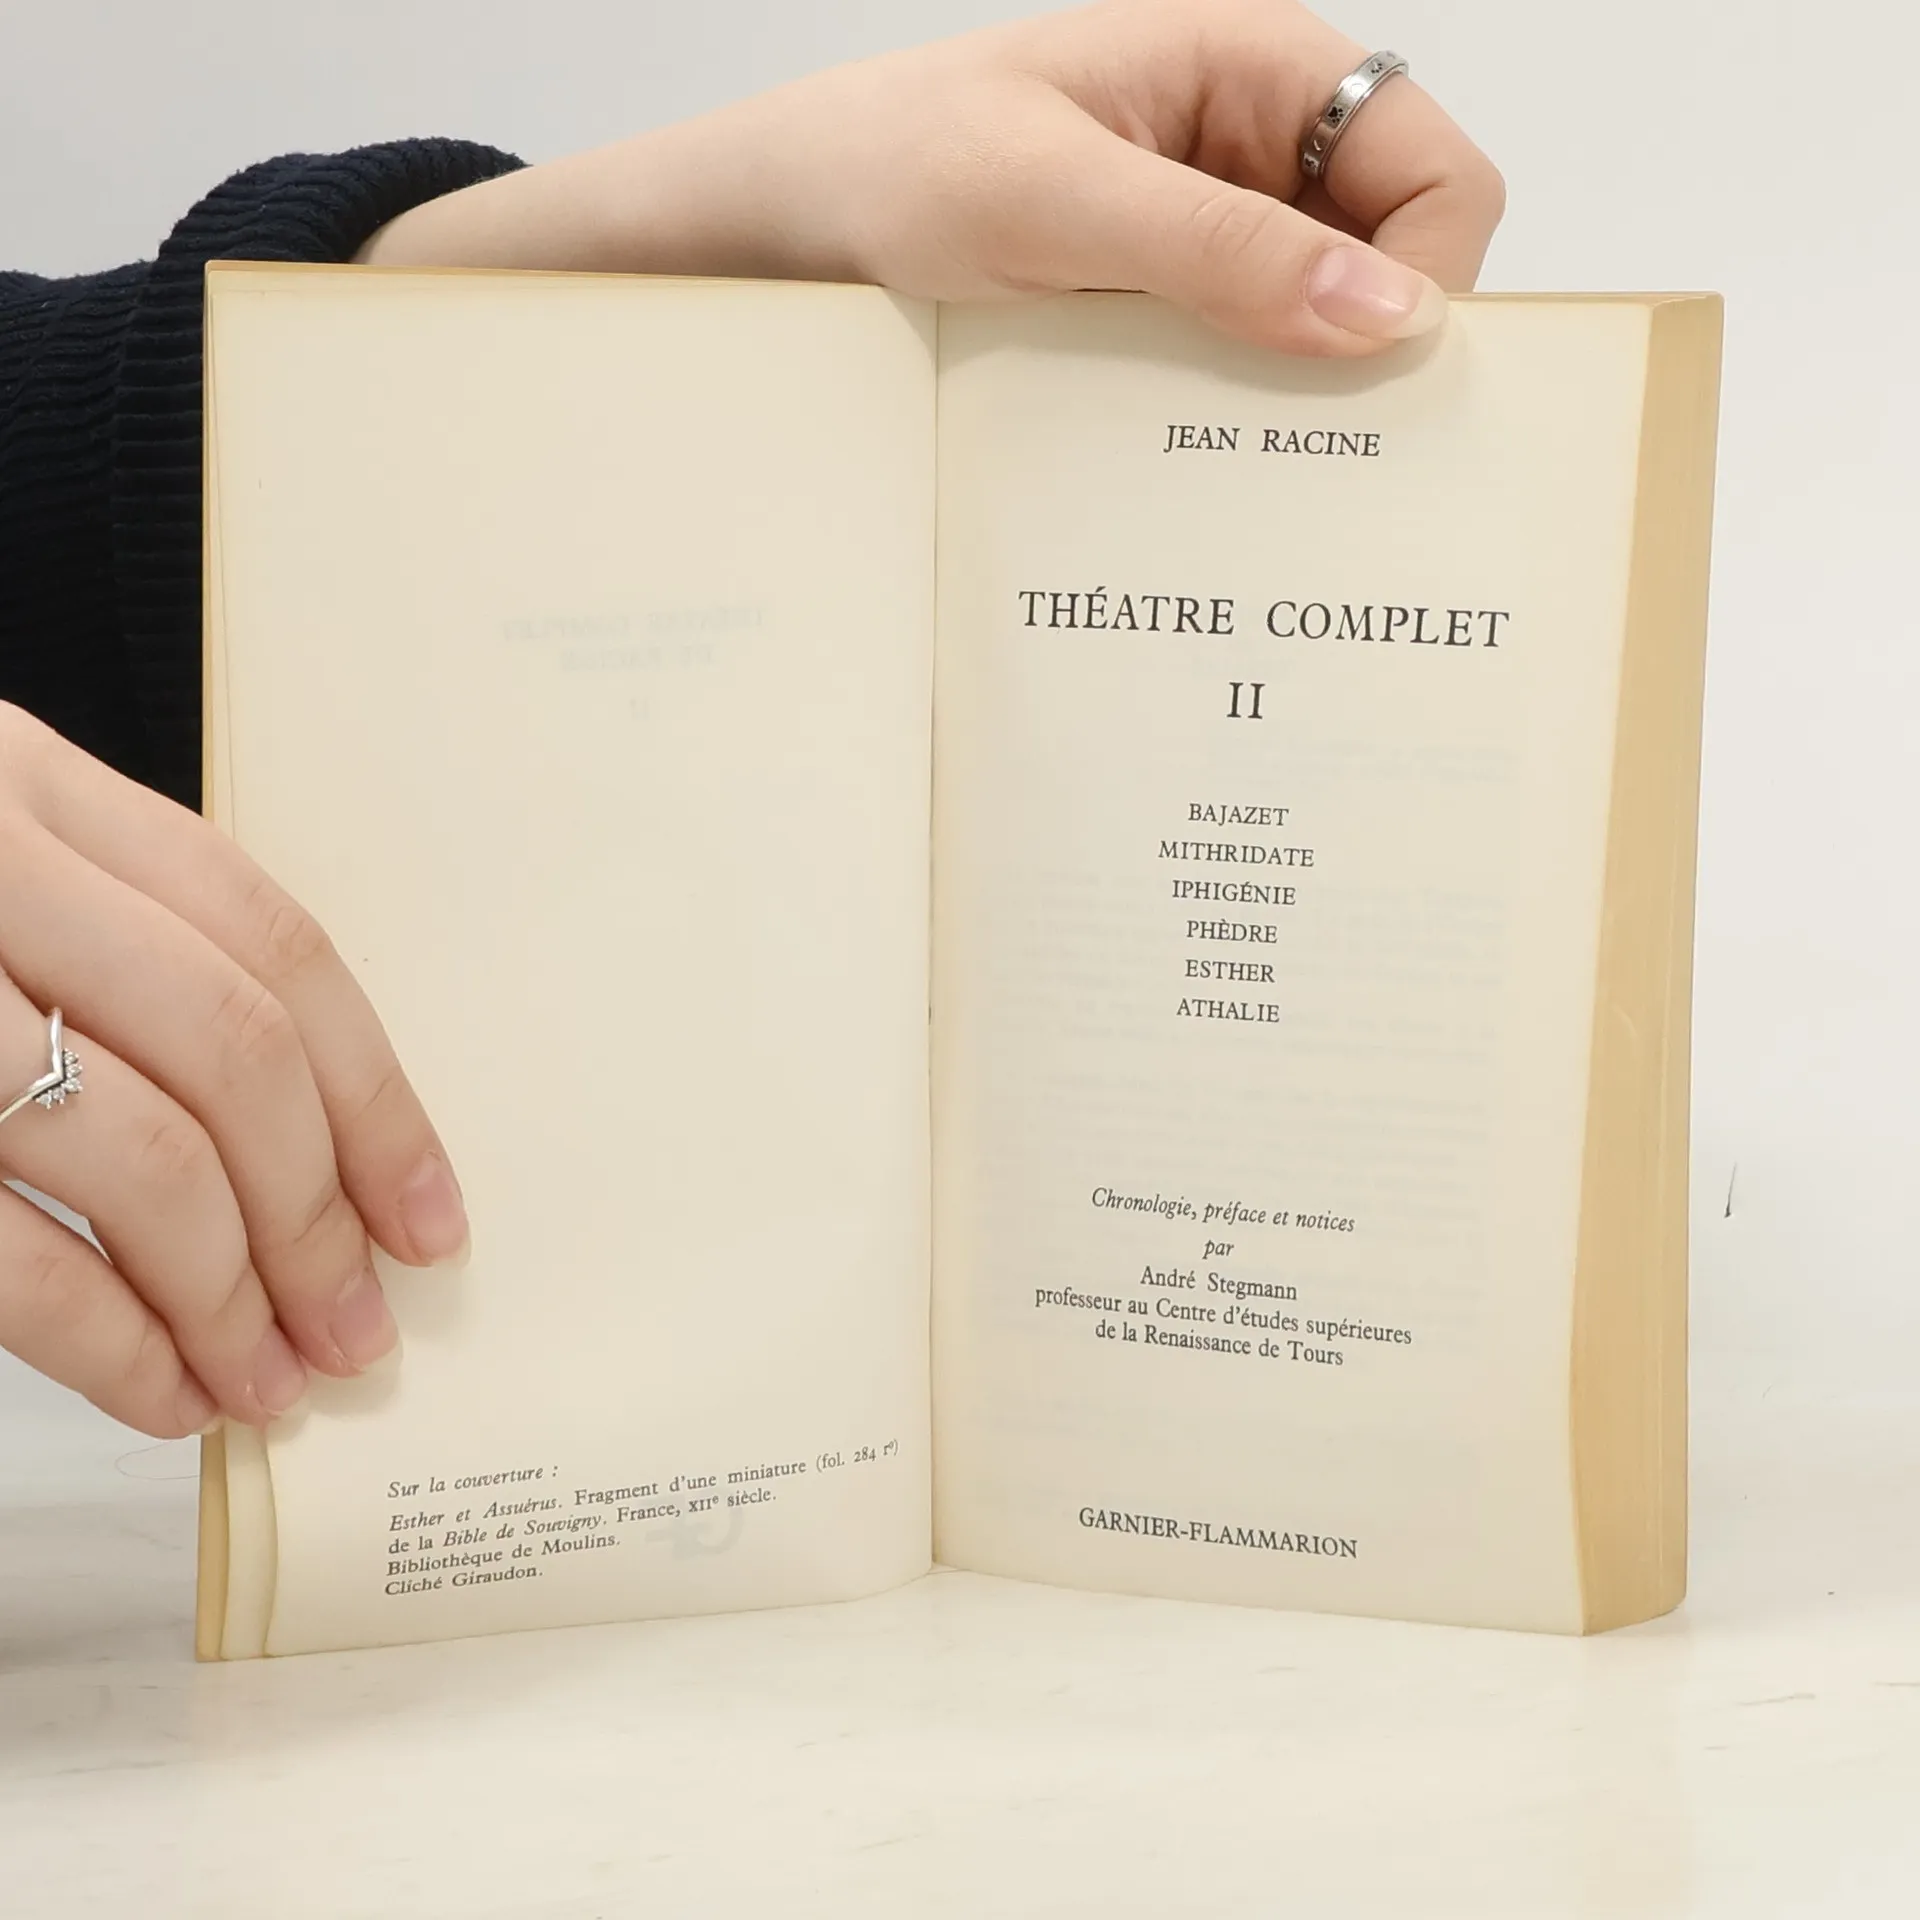 Sur la couverture :
Esther et Assuérus. Fragment d'une miniature (fol. 284 rº)
de la Bible de Souvigny. France, XIIe siècle.
Bibliothèque de Moulins.
Cliché Giraudon.
JEAN RACINE
THÉATRE COMPLET
II
BAJAZET
MITHRIDATE
IPHIGÉNIE
PHÈDRE
ESTHER
ATHALIE
Chronologie, préface et notices
par
André Stegmann
professeur au Centre d'études supérieures
de la Renaissance de Tours
GARNIER-FLAMMARION